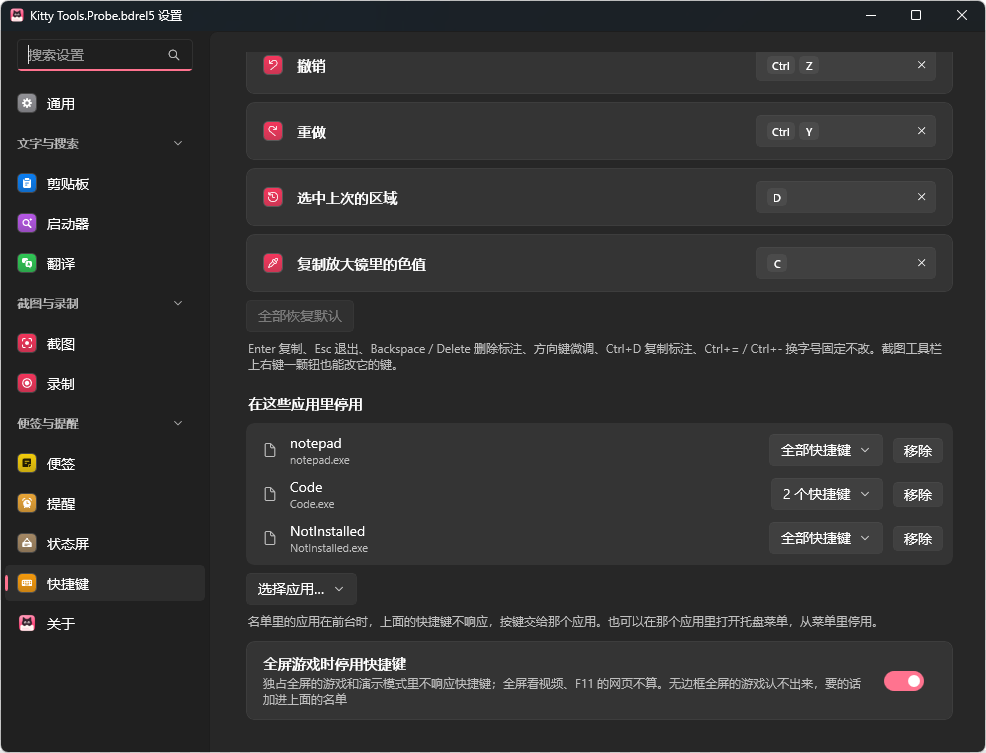 Kitty Tools.Probe.bdrel5 设置
搜索设置
通用
文字与搜索
剪贴板
启动器
翻译
截图与录制
截图
录制
便签与提醒
便签
提醒
状态屏
快捷键
关于
撤销
Ctrl Z
重做
Ctrl Y
选中上次的区域
D
复制放大镜里的色值
C
全部恢复默认
Enter 复制、Esc 退出、Backspace / Delete 删除标注、方向键微调、Ctrl+D 复制标注、Ctrl+= / Ctrl+- 换字号固定不改。截图工具栏
上右键一颗钮也能改它的键。
在这些应用里停用
notepad
notepad.exe
全部快捷键
移除
Code
Code.exe
2 个快捷键
移除
NotInstalled
NotInstalled.exe
全部快捷键
移除
选择应用...
名单里的应用在前台时，上面的快捷键不响应，按键交给那个应用。也可以在那个应用里打开托盘菜单，从菜单里停用。
全屏游戏时停用快捷键
独占全屏的游戏和演示模式里不响应快捷键；全屏看视频、F11 的网页不算。无边框全屏的游戏认不出来，要的话
加进上面的名单